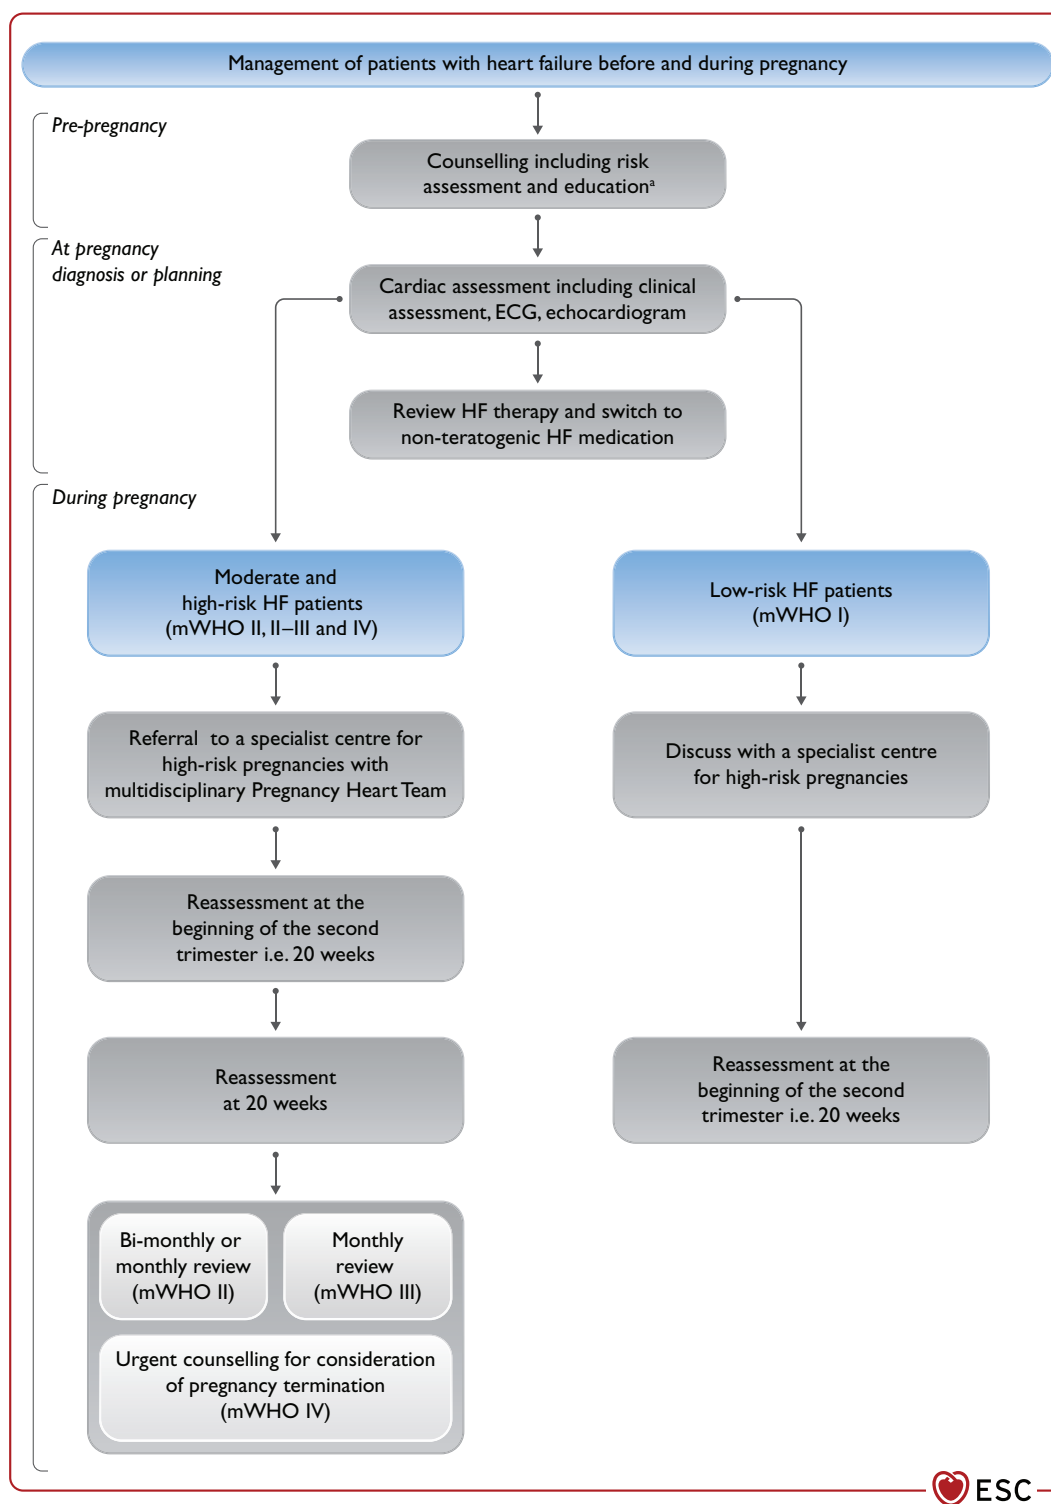 Management of patients with heart failure before and during pregnancy
Pre-pregnancy
Counselling including risk
assessment and educationᵃ
At pregnancy
diagnosis or planning
Cardiac assessment including clinical
assessment, ECG, echocardiogram
Review HF therapy and switch to
non-teratogenic HF medication
During pregnancy
Moderate and
high-risk HF patients
(mWHO II, II–III and IV)
Referral to a specialist centre for
high-risk pregnancies with
multidisciplinary Pregnancy Heart Team
Reassessment at the
beginning of the second
trimester i.e. 20 weeks
Reassessment
at 20 weeks
Bi-monthly or
monthly review
(mWHO II)
Monthly
review
(mWHO III)
Urgent counselling for consideration
of pregnancy termination
(mWHO IV)
Low-risk HF patients
(mWHO I)
Discuss with a specialist centre
for high-risk pregnancies
Reassessment at the
beginning of the second
trimester i.e. 20 weeks
ESC